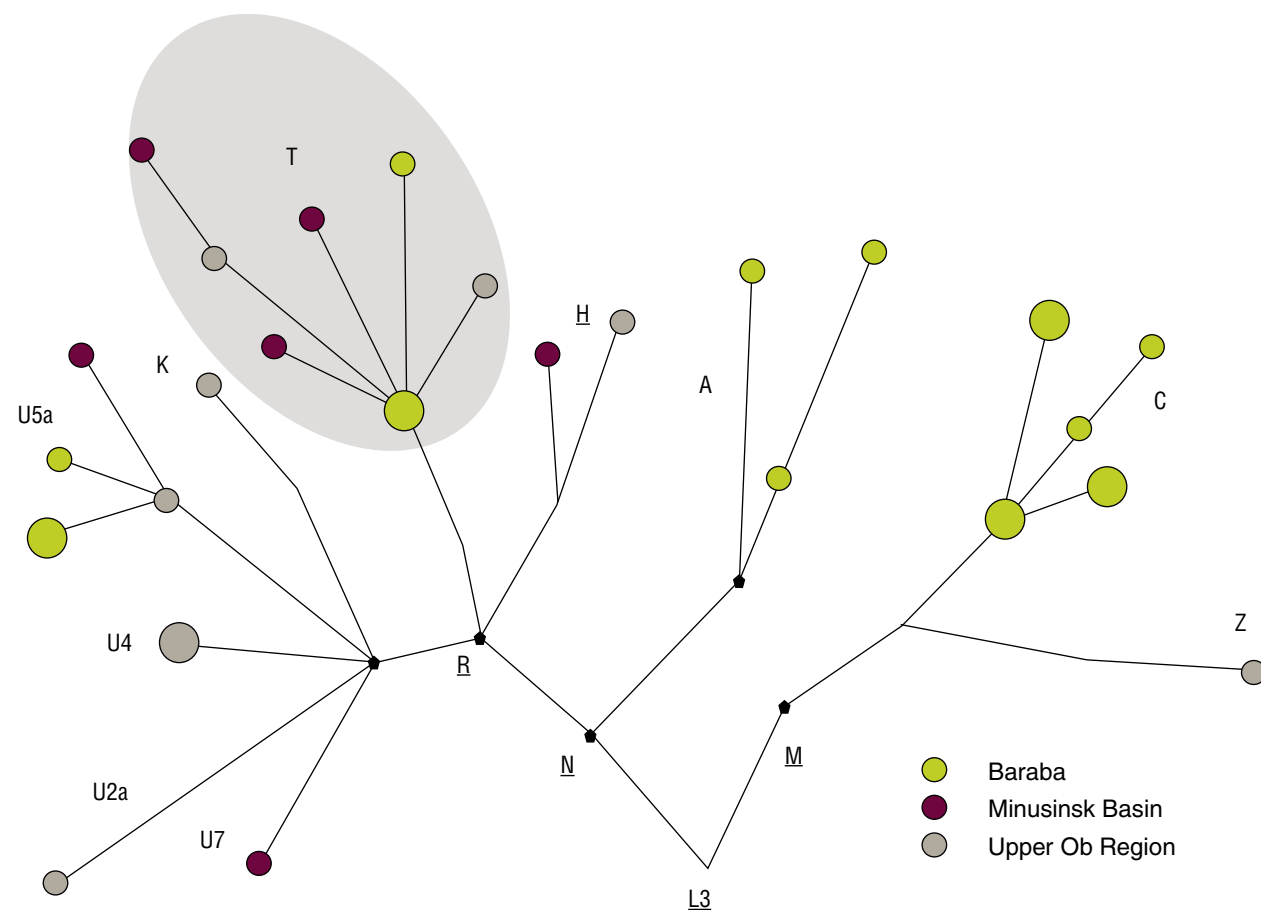 T
H
K
A
U5a
C
Z
U4
R
N
M
U2a
U7
L3
Baraba
Minusinsk Basin
Upper Ob Region